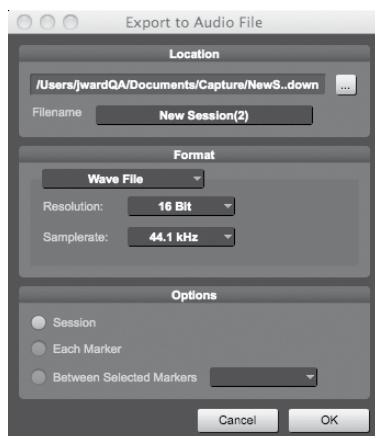 Export to Audio File
Location
/Users/jwardQA/Documents/Capture/NewS..down ...
Filename New Session(2)
Format
Wave File
Resolution: 16 Bit
Samplerate: 44.1 kHz
Options
Session
Each Marker
Between Selected Markers
Cancel OK